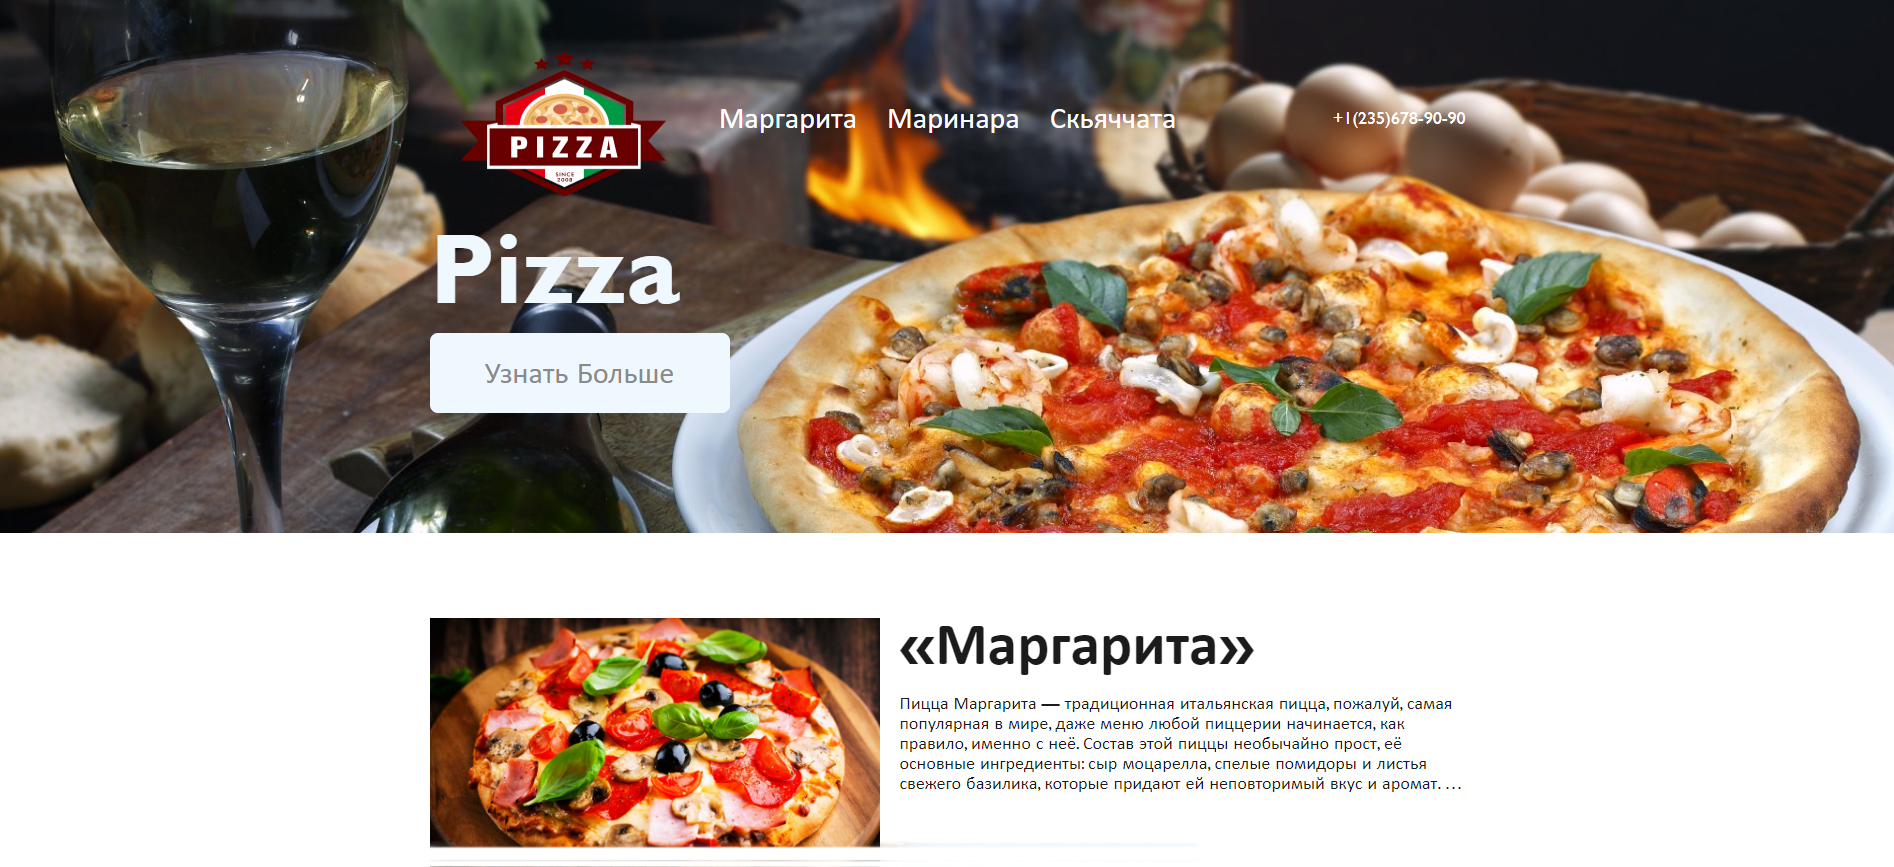 PIZZA
SINCE
2008
Маргарита Маринара Скьяччата
+1(235)678-90-90
Pizza
Узнать Больше
«Маргарита»
Пицца Маргарита — традиционная итальянская пицца, пожалуй, самая
популярная в мире, даже меню любой пиццерии начинается, как
правило, именно с неё. Состав этой пиццы необычайно прост, её
основные ингредиенты: сыр моцарелла, спелые помидоры и листья
свежего базилика, которые придают ей неповторимый вкус и аромат. …